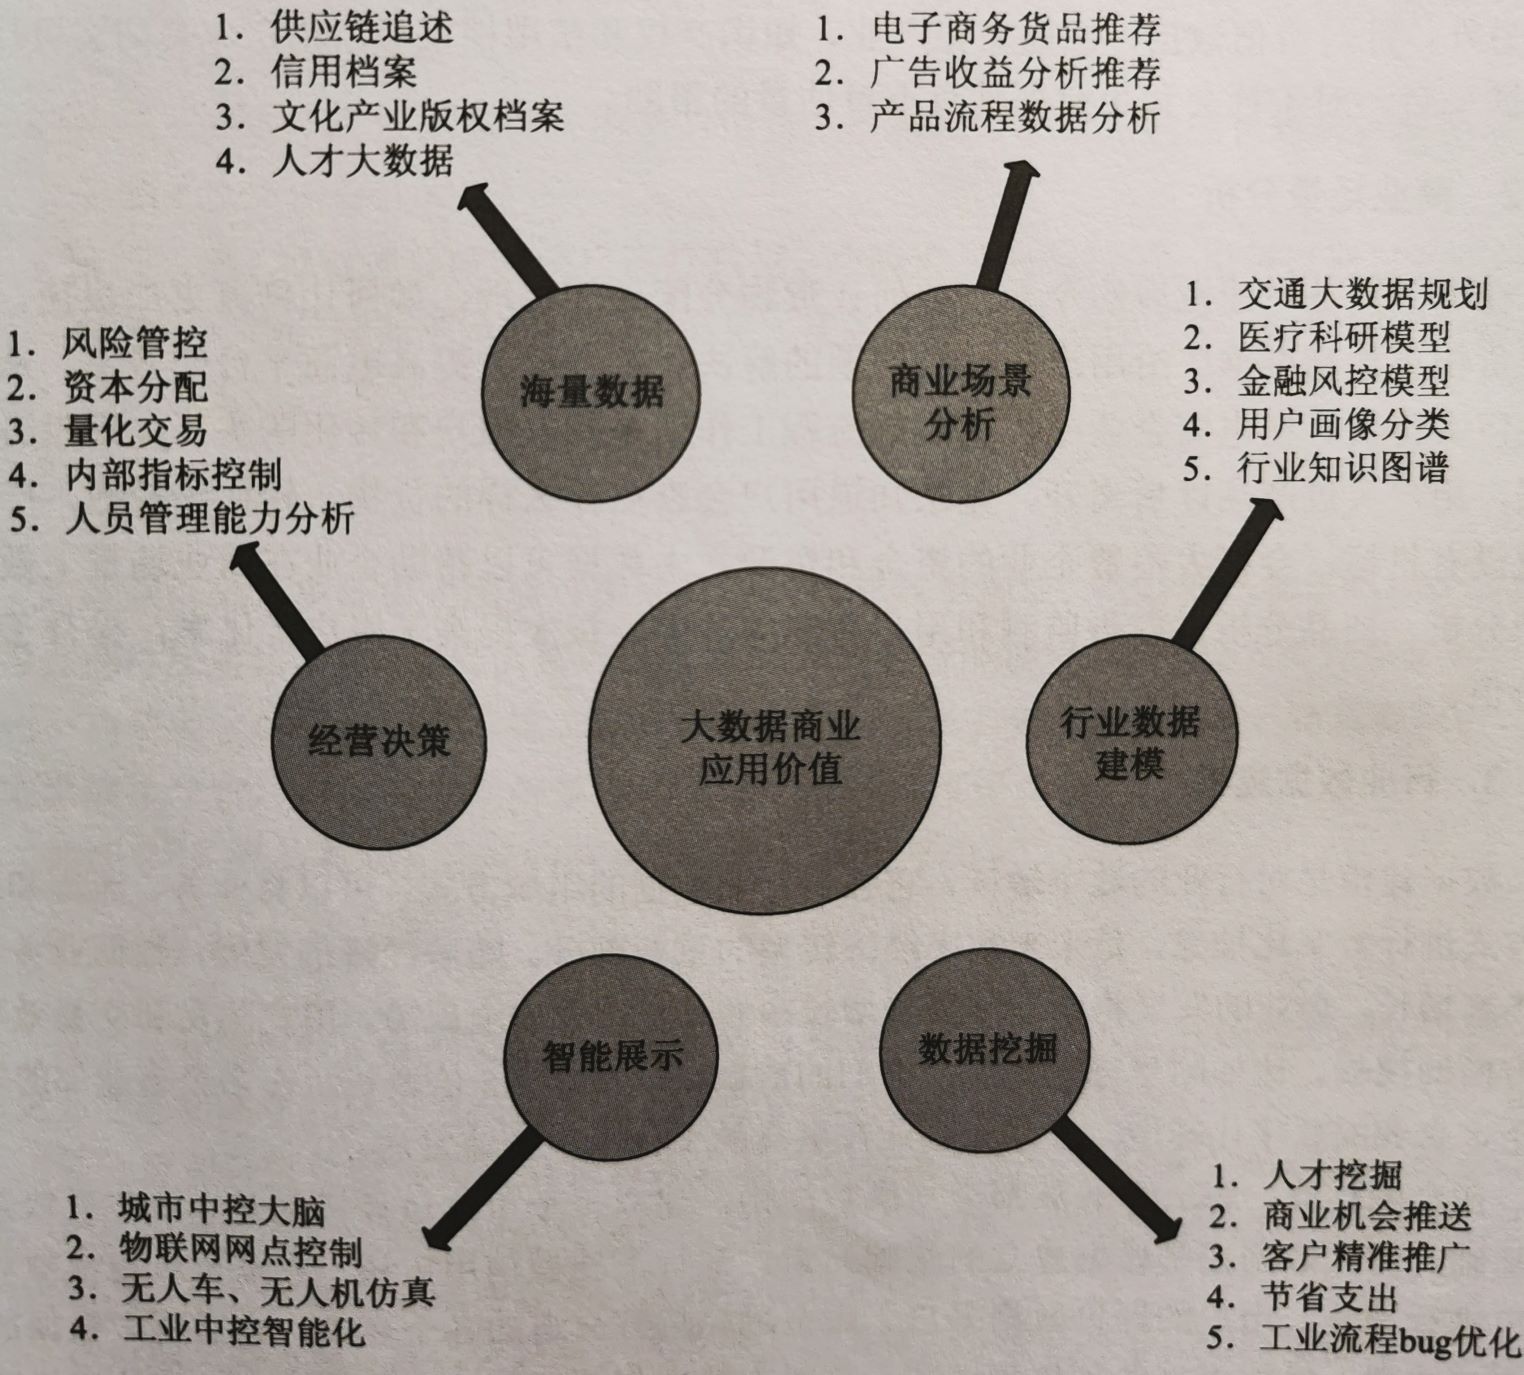 1. 供应链追述
2. 信用档案
3. 文化产业版权档案
4. 人才大数据
1. 电子商务货品推荐
2. 广告收益分析推荐
3. 产品流程数据分析
1. 风险管控
2. 资本分配
3. 量化交易
4. 内部指标控制
5. 人员管理能力分析
海量数据
商业场景
分析
1. 交通大数据规划
2. 医疗科研模型
3. 金融风控模型
4. 用户画像分类
5. 行业知识图谱
经营决策
大数据商业
应用价值
行业数据
建模
智能展示
数据挖掘
1. 城市中控大脑
2. 物联网网点控制
3. 无人车、无人机仿真
4. 工业中控智能化
1. 人才挖掘
2. 商业机会推送
3. 客户精准推广
4. 节省支出
5. 工业流程bug优化